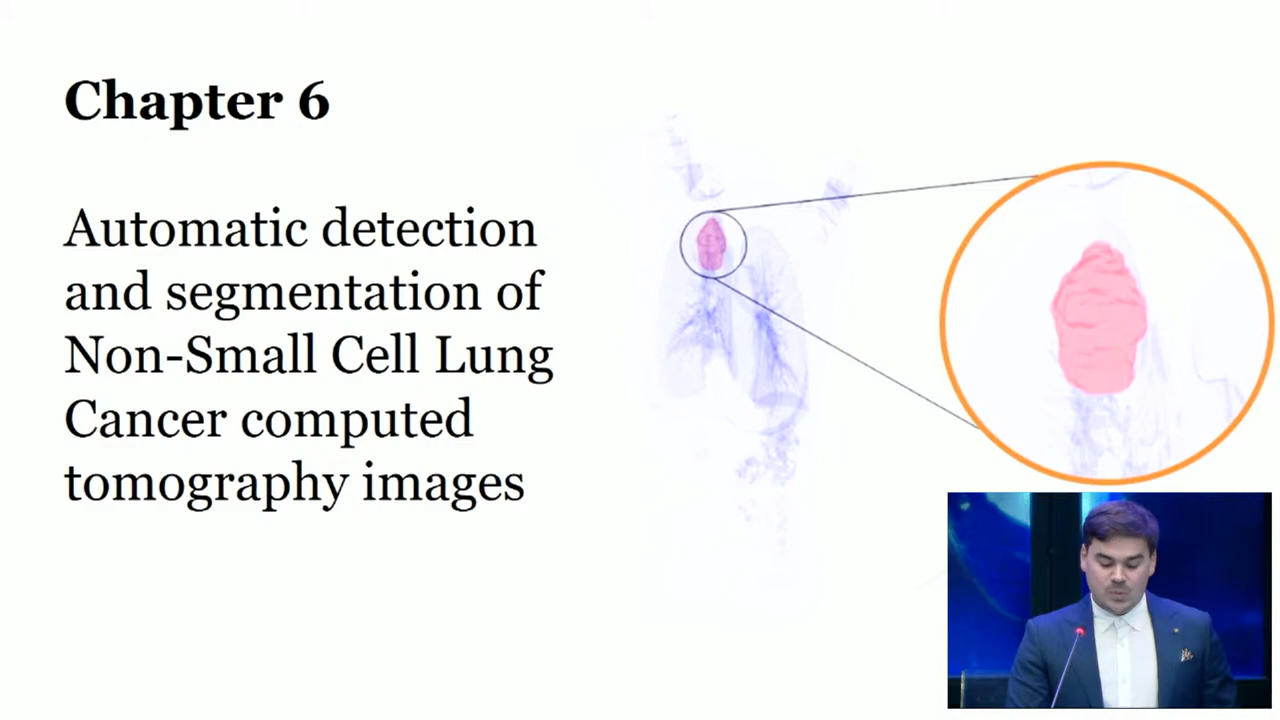 Chapter 6
Automatic detection
and segmentation of
Non-Small Cell Lung
Cancer computed
tomography images